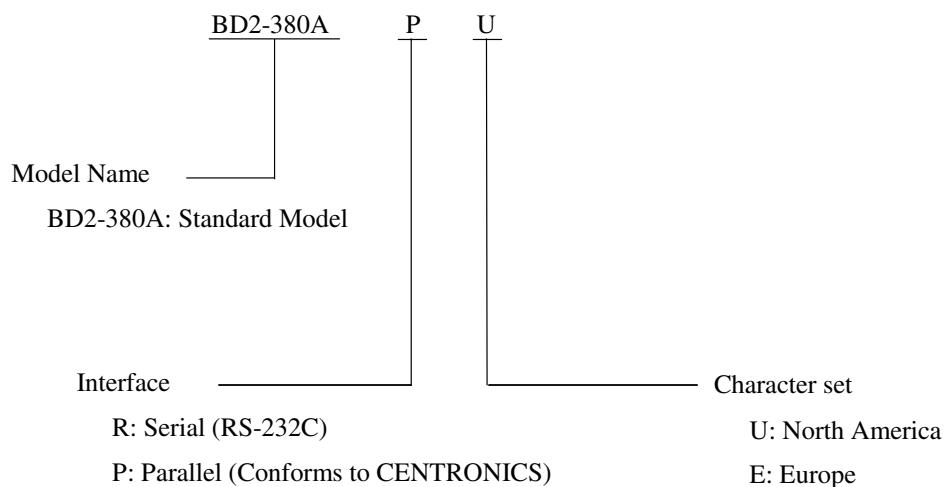 BD2-380A P U
Model Name
BD2-380A: Standard Model
Interface
R: Serial (RS-232C)
P: Parallel (Conforms to CENTRONICS)
Character set
U: North America
E: Europe